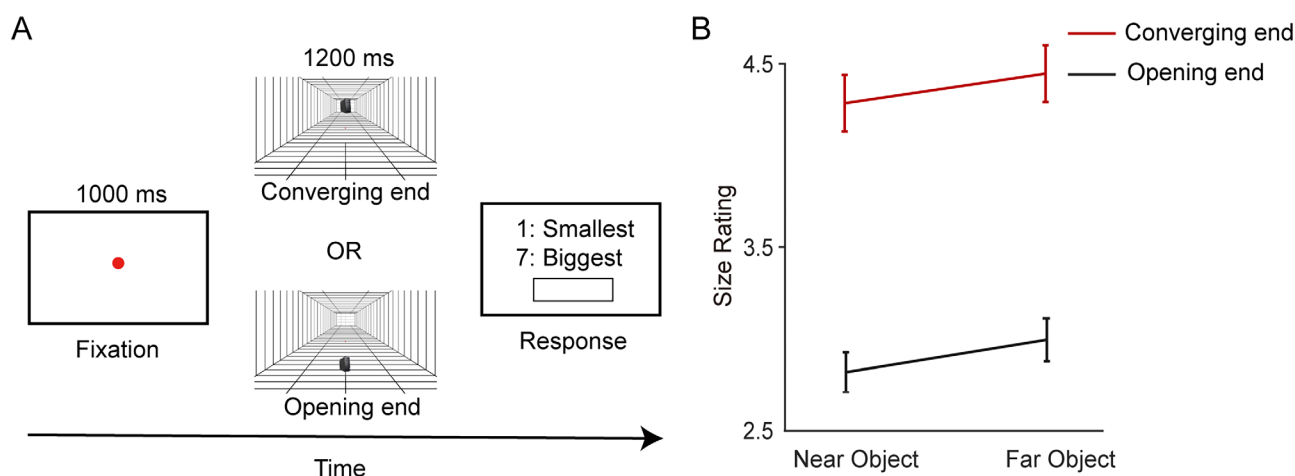 A
1200 ms
Converging end
1000 ms
Fixation
OR
Opening end
1: Smallest
7: Biggest
Response
Time
B
Converging end
Opening end
Size Rating
4.5
3.5
2.5
Near Object
Far Object